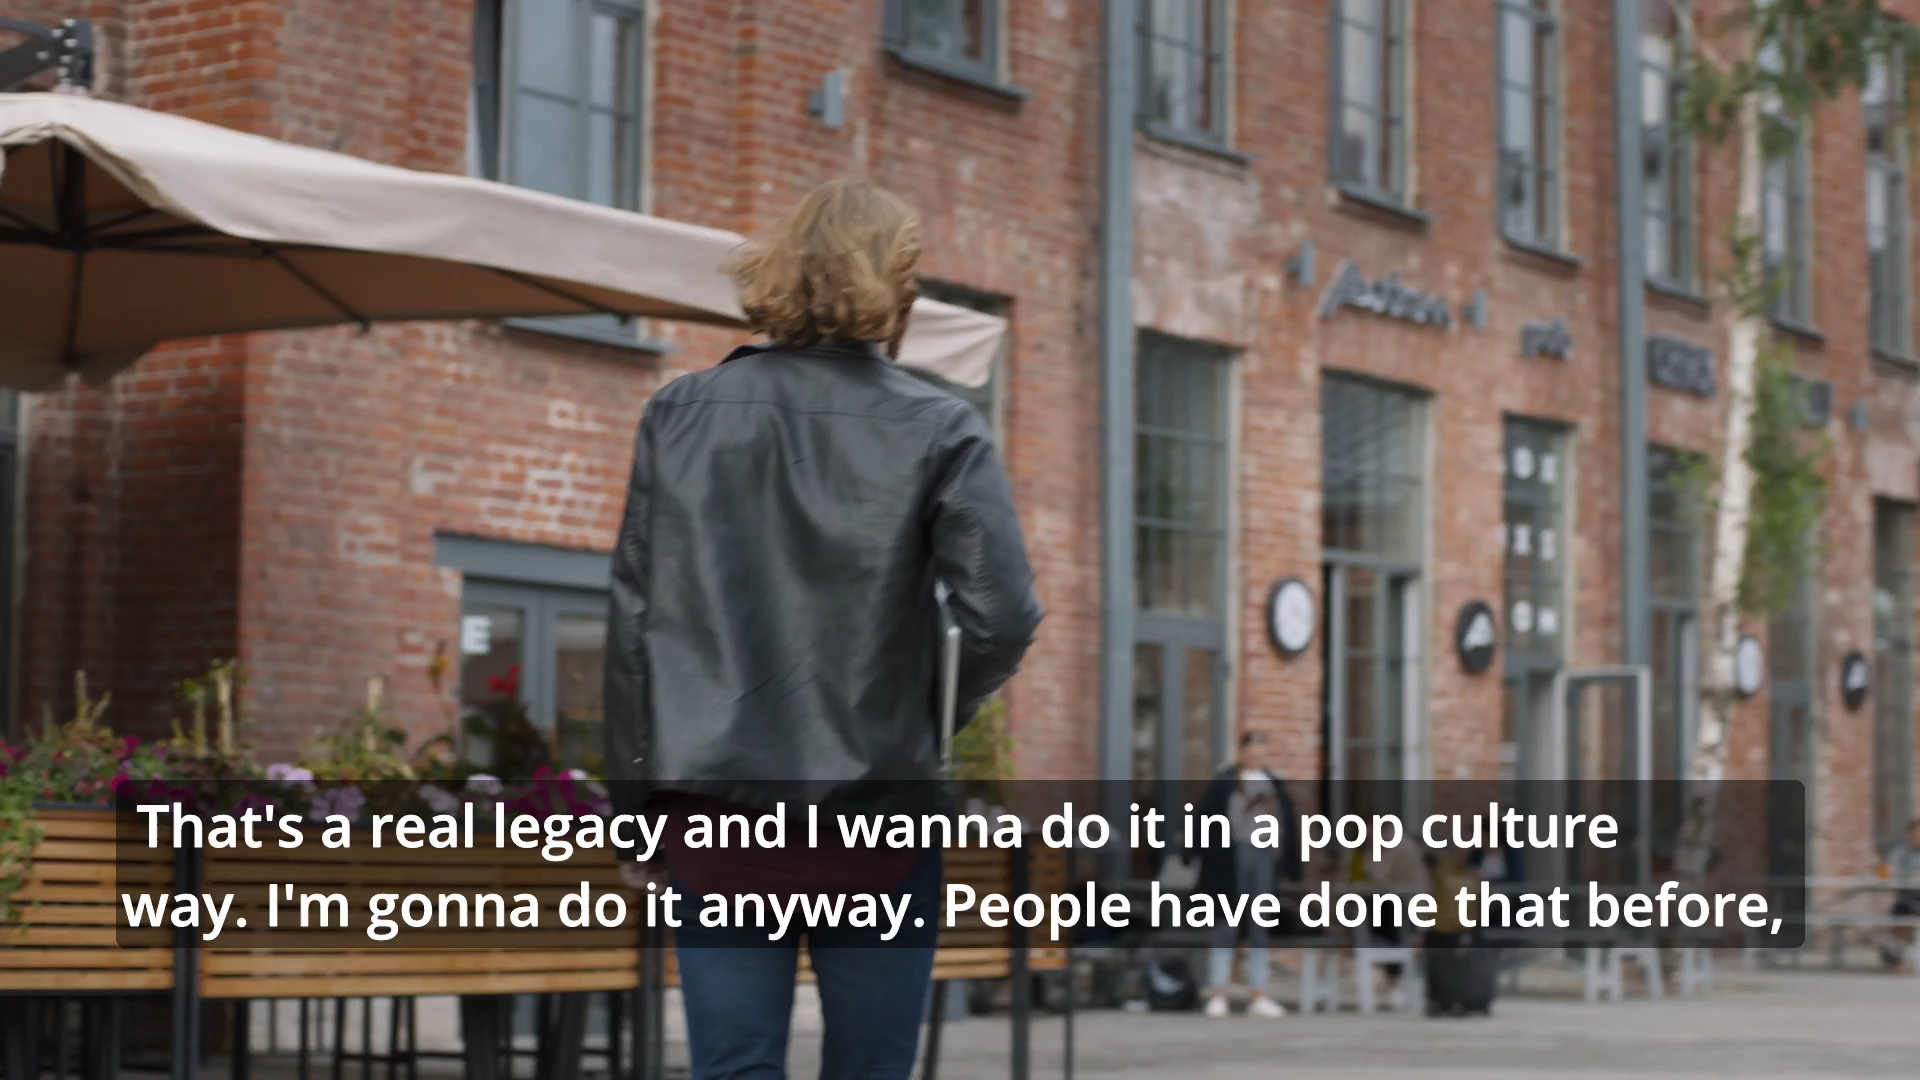 That's a real legacy and I wanna do it in a pop culture
way. I'm gonna do it anyway. People have done that before,
E